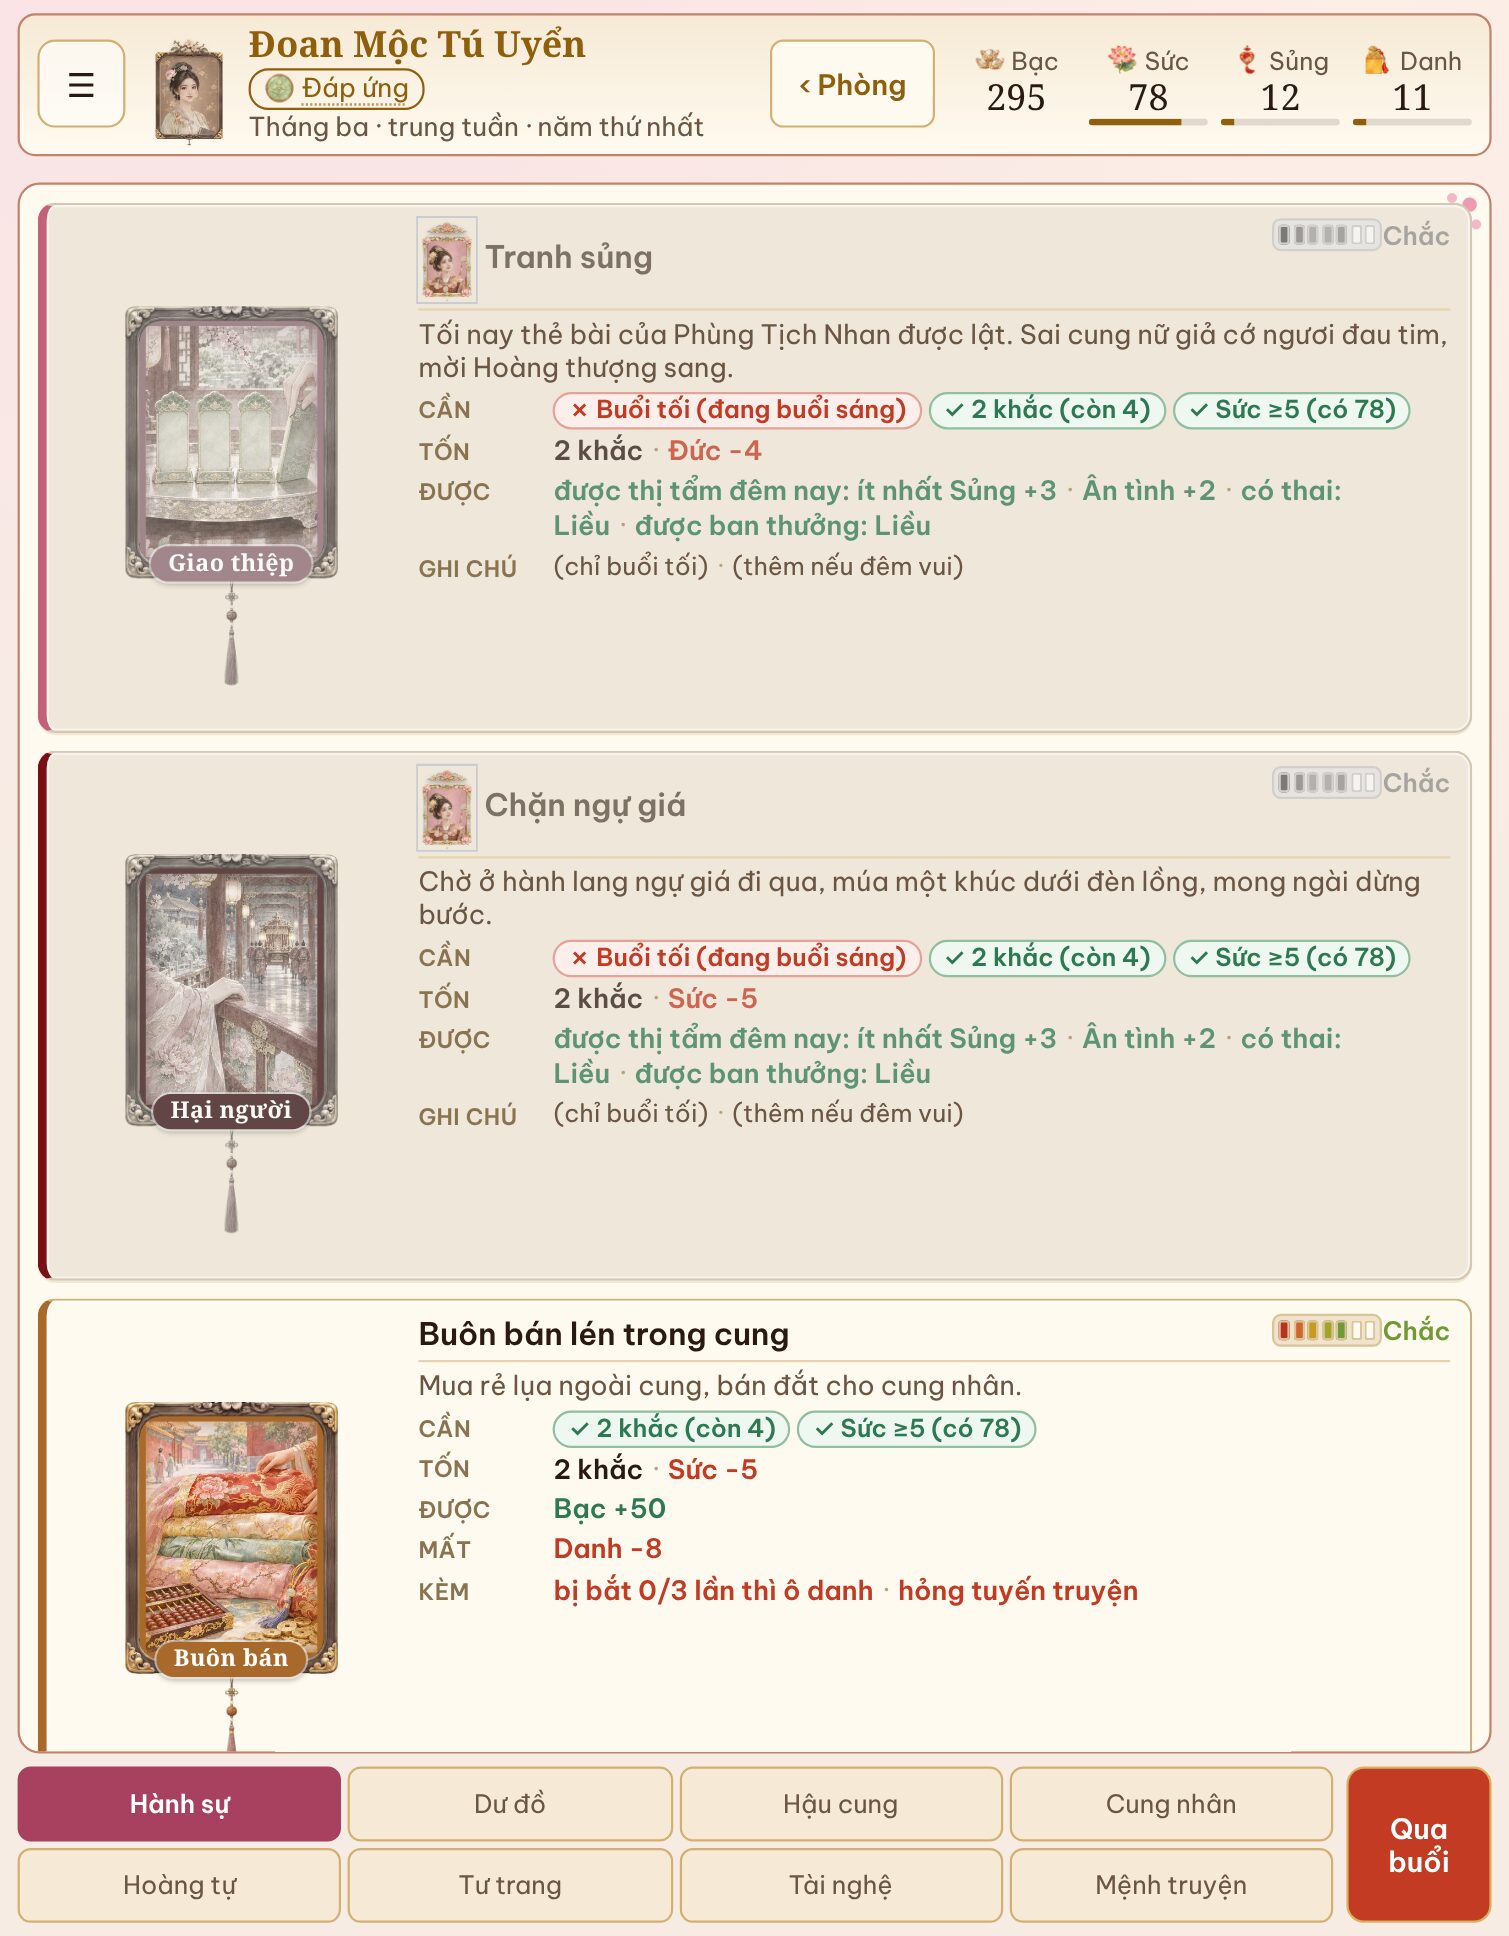 ☰
Đoan Mộc Tú Uyển
Đáp ứng
Tháng ba · trung tuần · năm thứ nhất
‹ Phòng
Bạc
295
Sức
78
Sủng
12
Danh
11
Tranh sủng
Chắc
Tối nay thẻ bài của Phùng Tịch Nhan được lật. Sai cung nữ giả cớ ngươi đau tim,
mời Hoàng thượng sang.
CẦN × Buổi tối (đang buổi sáng) ✓ 2 khắc (còn 4) ✓ Sức ≥5 (có 78)
TỐN 2 khắc · Đức -4
ĐƯỢC được thị tẩm đêm nay: ít nhất Sủng +3 · Ân tình +2 · có thai:
Liều · được ban thưởng: Liều
GHI CHÚ (chỉ buổi tối) · (thêm nếu đêm vui)
Giao thiệp
Chặn ngự giá
Chắc
Chờ ở hành lang ngự giá đi qua, múa một khúc dưới đèn lồng, mong ngài dừng
bước.
CẦN × Buổi tối (đang buổi sáng) ✓ 2 khắc (còn 4) ✓ Sức ≥5 (có 78)
TỐN 2 khắc · Sức -5
ĐƯỢC được thị tẩm đêm nay: ít nhất Sủng +3 · Ân tình +2 · có thai:
Liều · được ban thưởng: Liều
GHI CHÚ (chỉ buổi tối) · (thêm nếu đêm vui)
Hại người
Buôn bán lén trong cung
Chắc
Mua rẻ lụa ngoài cung, bán đắt cho cung nhân.
CẦN ✓ 2 khắc (còn 4) ✓ Sức ≥5 (có 78)
TỐN 2 khắc · Sức -5
ĐƯỢC Bạc +50
MẤT Danh -8
KÈM bị bắt 0/3 lần thì ô danh · hỏng tuyến truyện
Buôn bán
Hành sự
Dư đồ
Hậu cung
Cung nhân
Qua
buổi
Hoàng tự
Tư trang
Tài nghệ
Mệnh truyện